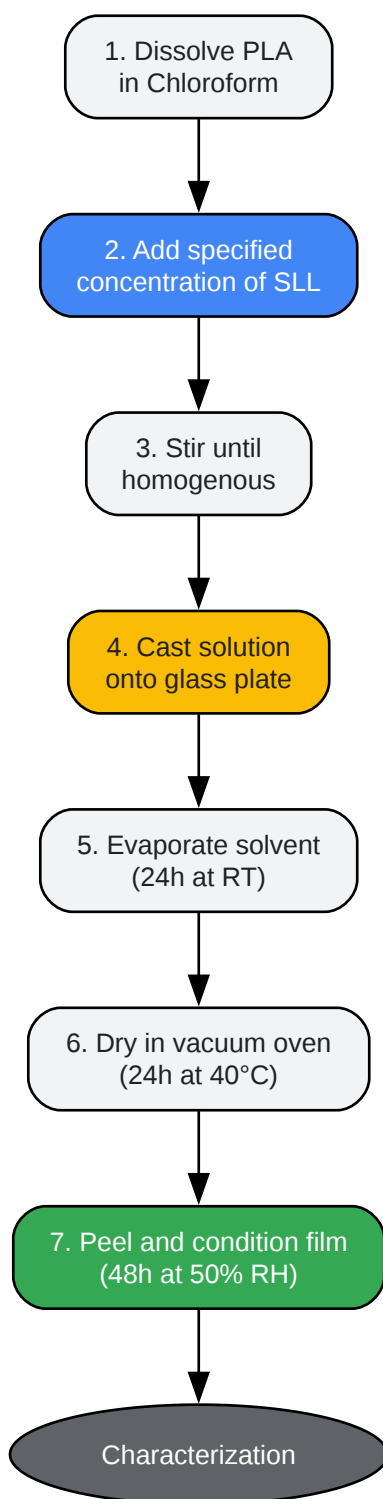 1. Dissolve PLA
in Chloroform
2. Add specified
concentration of SLL
3. Stir until
homogenous
4. Cast solution
onto glass plate
5. Evaporate solvent
(24h at RT)
6. Dry in vacuum oven
(24h at 40°C)
7. Peel and condition film
(48h at 50% RH)
Characterization